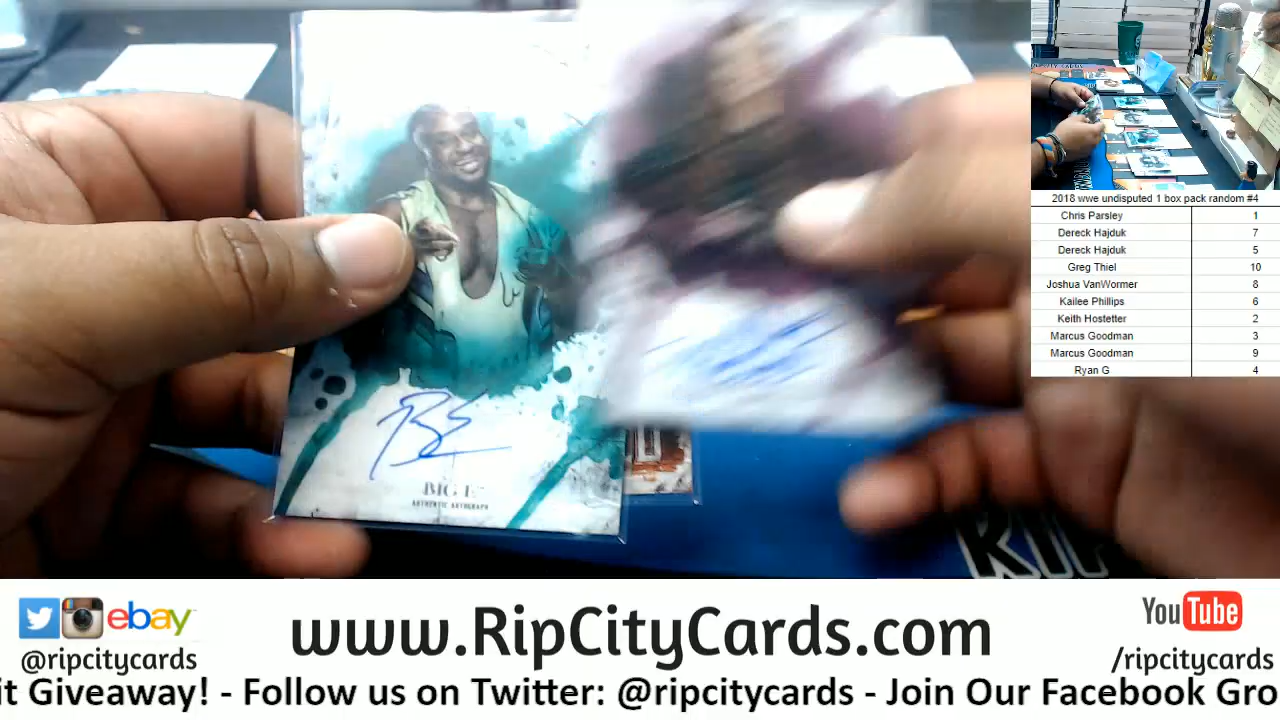 2018 wwe undisputed 1 box pack random #4
Chris Parsley 1
Dereck Hajduk 7
Dereck Hajduk 5
Greg Thiel 10
Joshua VanWormer 8
Kailee Phillips 6
Keith Hostetter 2
Marcus Goodman 3
Marcus Goodman 9
Ryan G 4
BIG E
AUTHENTIC AUTOGRAPH
RIP
ebay
@ripcitycards
www.RipCityCards.com
YouTube
/ripcitycards
it Giveaway! - Follow us on Twitter: @ripcitycards - Join Our Facebook Gro